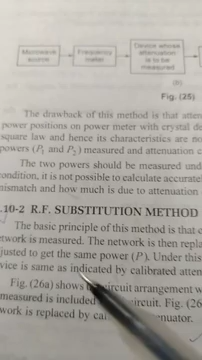 Microwave source
Frequency meter
Device whose attenuation is to be measured
(b)
Fig. (25)
The drawback of this method is that atten
power positions on power meter with crystal de
square law and hence its characteristics are no
powers (P₁ and P₂) measured and attenuation c
The two powers should be measured und
condition, it is not possible to calculate accurate
mismatch and how much is due to attenuation
.10-2 R.F. SUBSTITUTION METHOD
The basic principle of this method is that o
etwork is measured. The network is then repla
justed to get the same power (P). Under this
vice is same as indicated by calibrated atten
Fig. (26a) shows circuit arrangement w
measured is included circuit. Fig. (26
work is replaced by cal enuator.